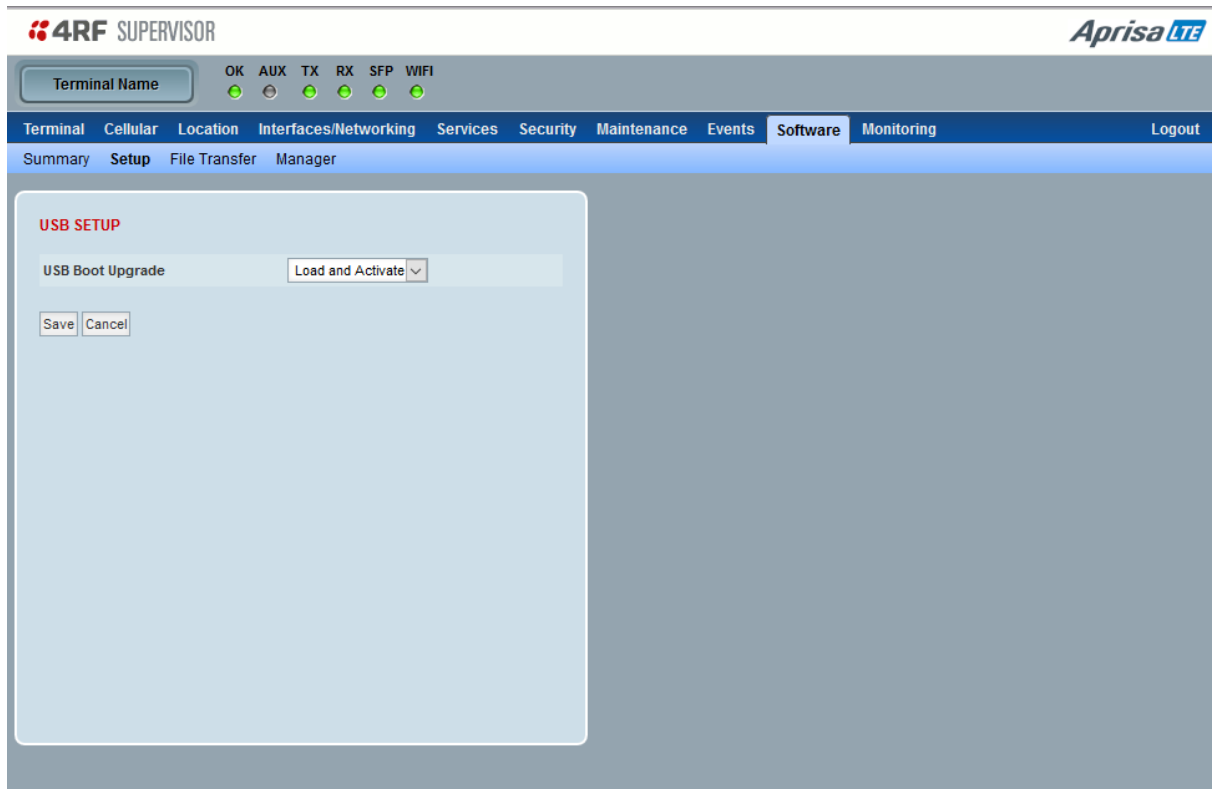 4RF SUPERVISOR
Aprisa LTE
Terminal Name
OK AUX TX RX SFP WIFI
Terminal Cellular Location Interfaces/Networking Services Security Maintenance Events Software Monitoring Logout
Summary Setup File Transfer Manager
USB SETUP
USB Boot Upgrade Load and Activate
Save Cancel